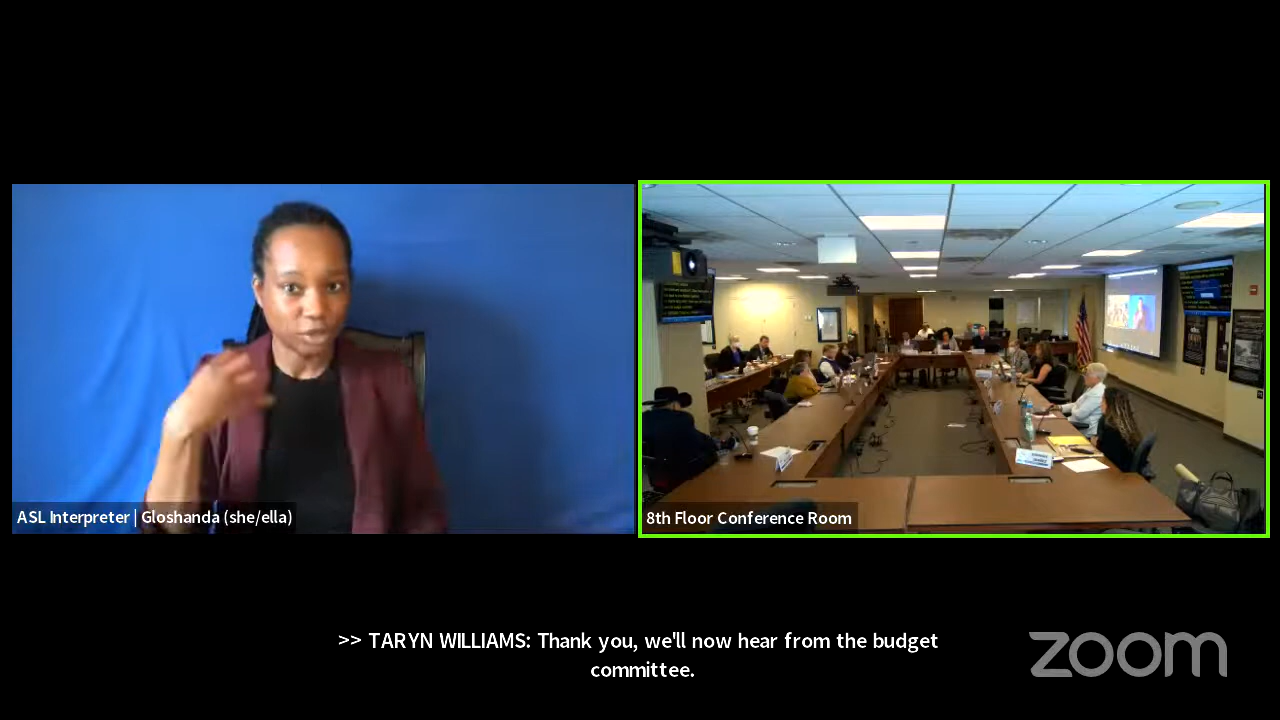 ASL Interpreter | Gloshanda (she/ella)
8th Floor Conference Room
>> TARYN WILLIAMS: Thank you, we'll now hear from the budget
committee.
zoom